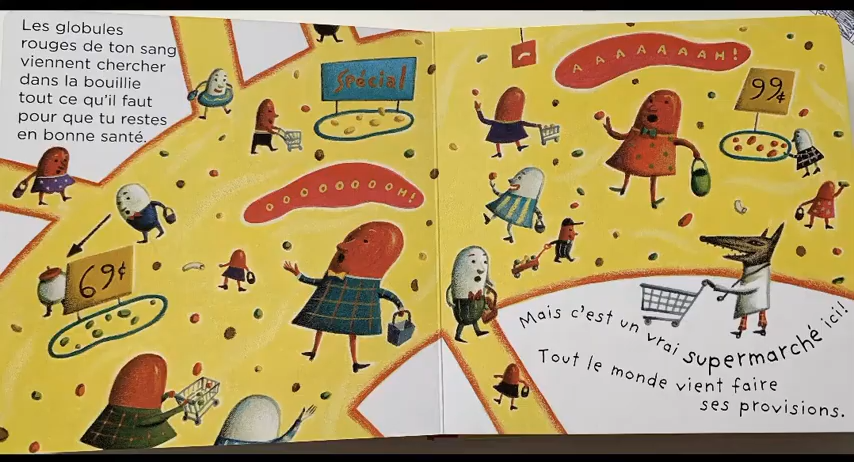 Les globules
rouges de ton sang
viennent chercher
dans la bouillie
tout ce qu'il faut
pour que tu restes
en bonne santé.
Spécial
OOOOOOOOH!
69¢
AAAAAAAH!
99¢
Mais c'est un vrai supermarché ici!
Tout le monde vient faire
ses provisions.